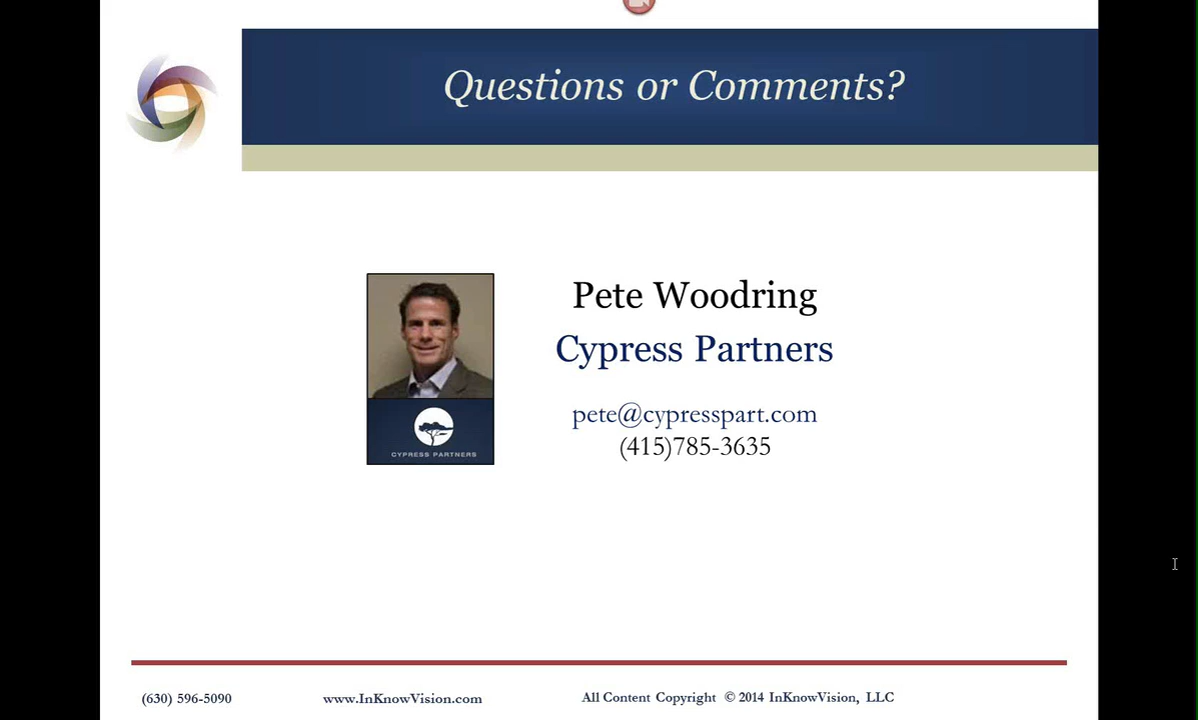 Questions or Comments?
Pete Woodring
Cypress Partners
pete@cypresspart.com
(415)785-3635
CYPRESS PARTNERS
(630) 596-5090
www.InKnowVision.com
All Content Copyright © 2014 InKnowVision, LLC